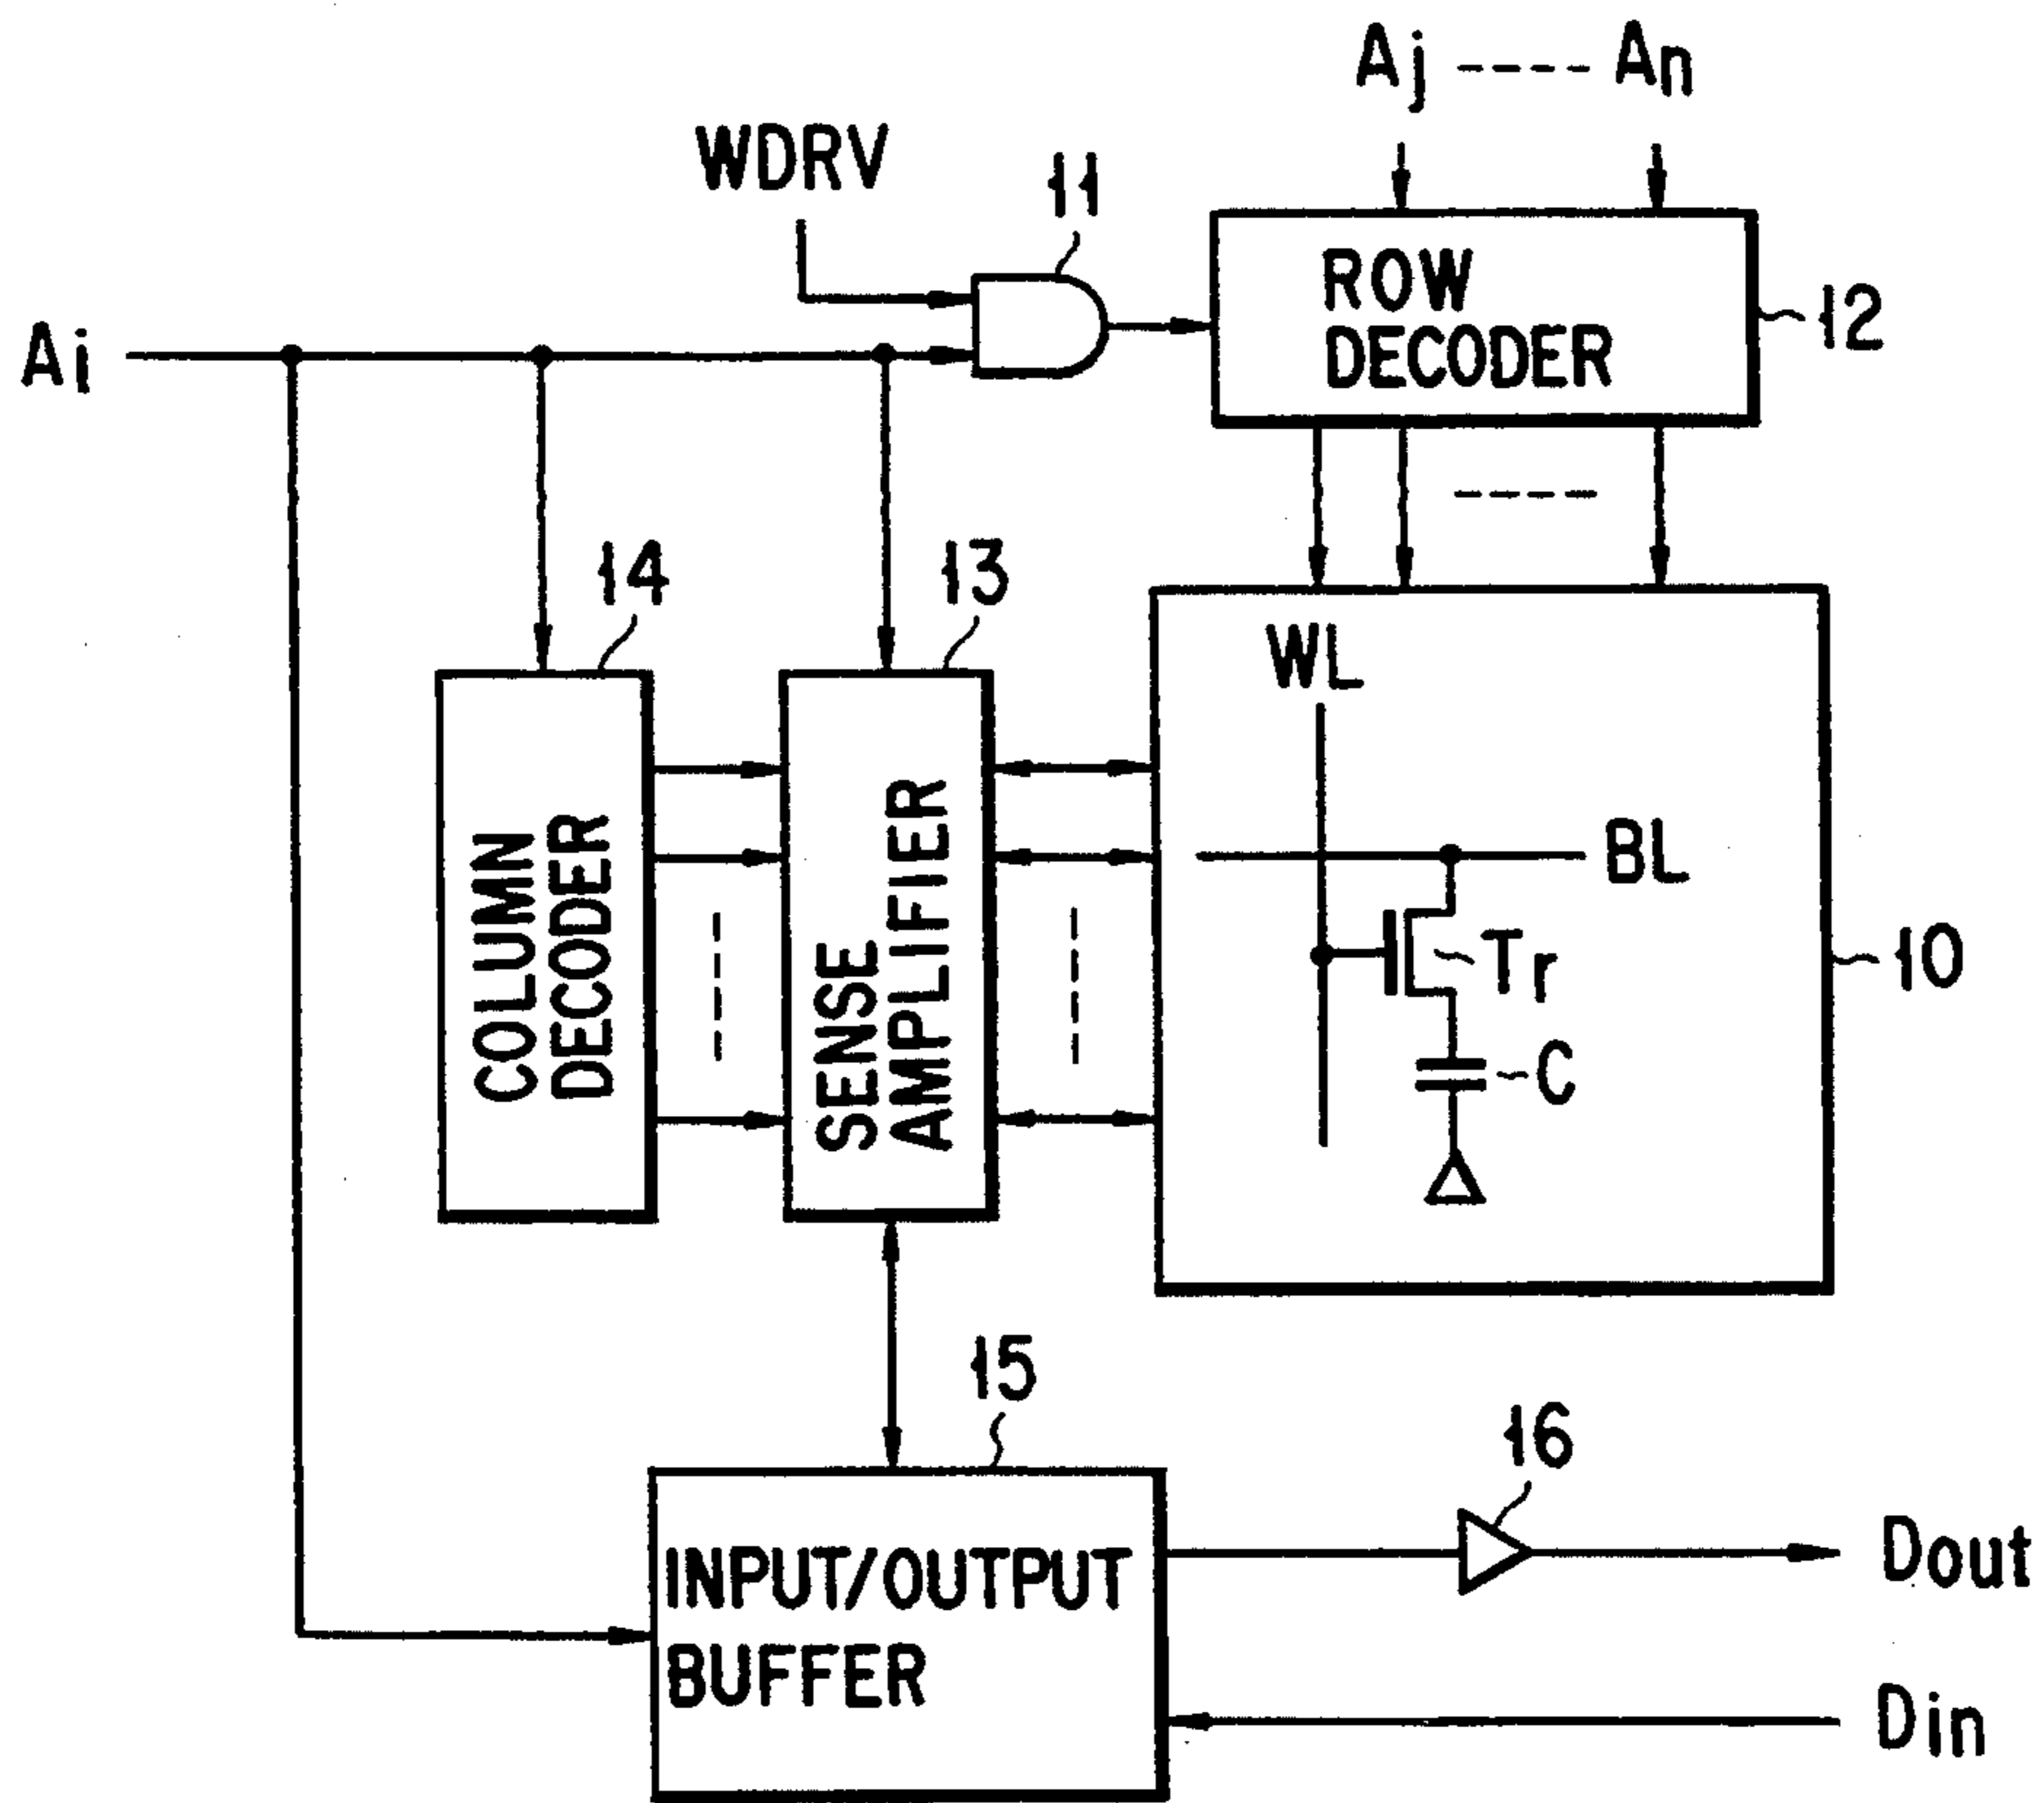 Aj ---- An
WDRV
11
ROW
DECODER
12
Ai
14
13
WL
COLUMN
DECODER
SENSE
AMPLIFIER
BL
Tr
10
C
15
16
INPUT/OUTPUT
BUFFER
Dout
Din